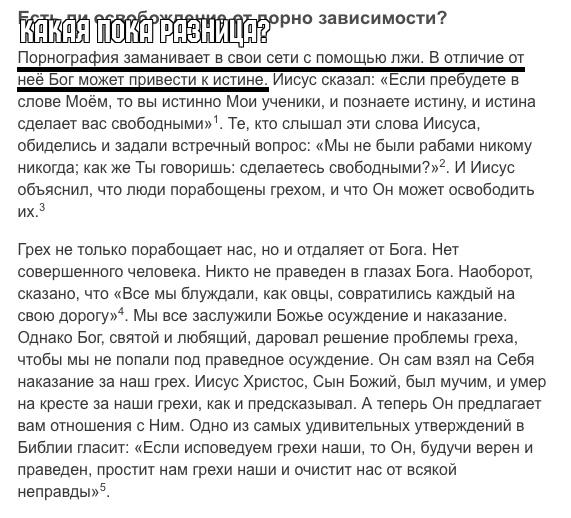 Есть ли освобождение от порно зависимости?
КАКАЯ ПОКА РАЗНИЦА?
Порнография заманивает в свои сети с помощью лжи. В отличие от
неё Бог может привести к истине. Иисус сказал: «Если пребудете в
слове Моём, то вы истинно Мои ученики, и познаете истину, и истина
сделает вас свободными»¹. Те, кто слышал эти слова Иисуса,
обиделись и задали встречный вопрос: «Мы не были рабами никому
никогда; как же Ты говоришь: сделаетесь свободными?»². И Иисус
объяснил, что люди порабощены грехом, и что Он может освободить
их.³
Грех не только порабощает нас, но и отдаляет от Бога. Нет
совершенного человека. Никто не праведен в глазах Бога. Наоборот,
сказано, что «Все мы блуждали, как овцы, совратились каждый на
свою дорогу»⁴. Мы все заслужили Божье осуждение и наказание.
Однако Бог, святой и любящий, даровал решение проблемы греха,
чтобы мы не попали под праведное осуждение. Он сам взял на Себя
наказание за наш грех. Иисус Христос, Сын Божий, был мучим, и умер
на кресте за наши грехи, как и предсказывал. А теперь Он предлагает
вам отношения с Ним. Одно из самых удивительных утверждений в
Библии гласит: «Если исповедуем грехи наши, то Он, будучи верен и
праведен, простит нам грехи наши и очистит нас от всякой
неправды»⁵.